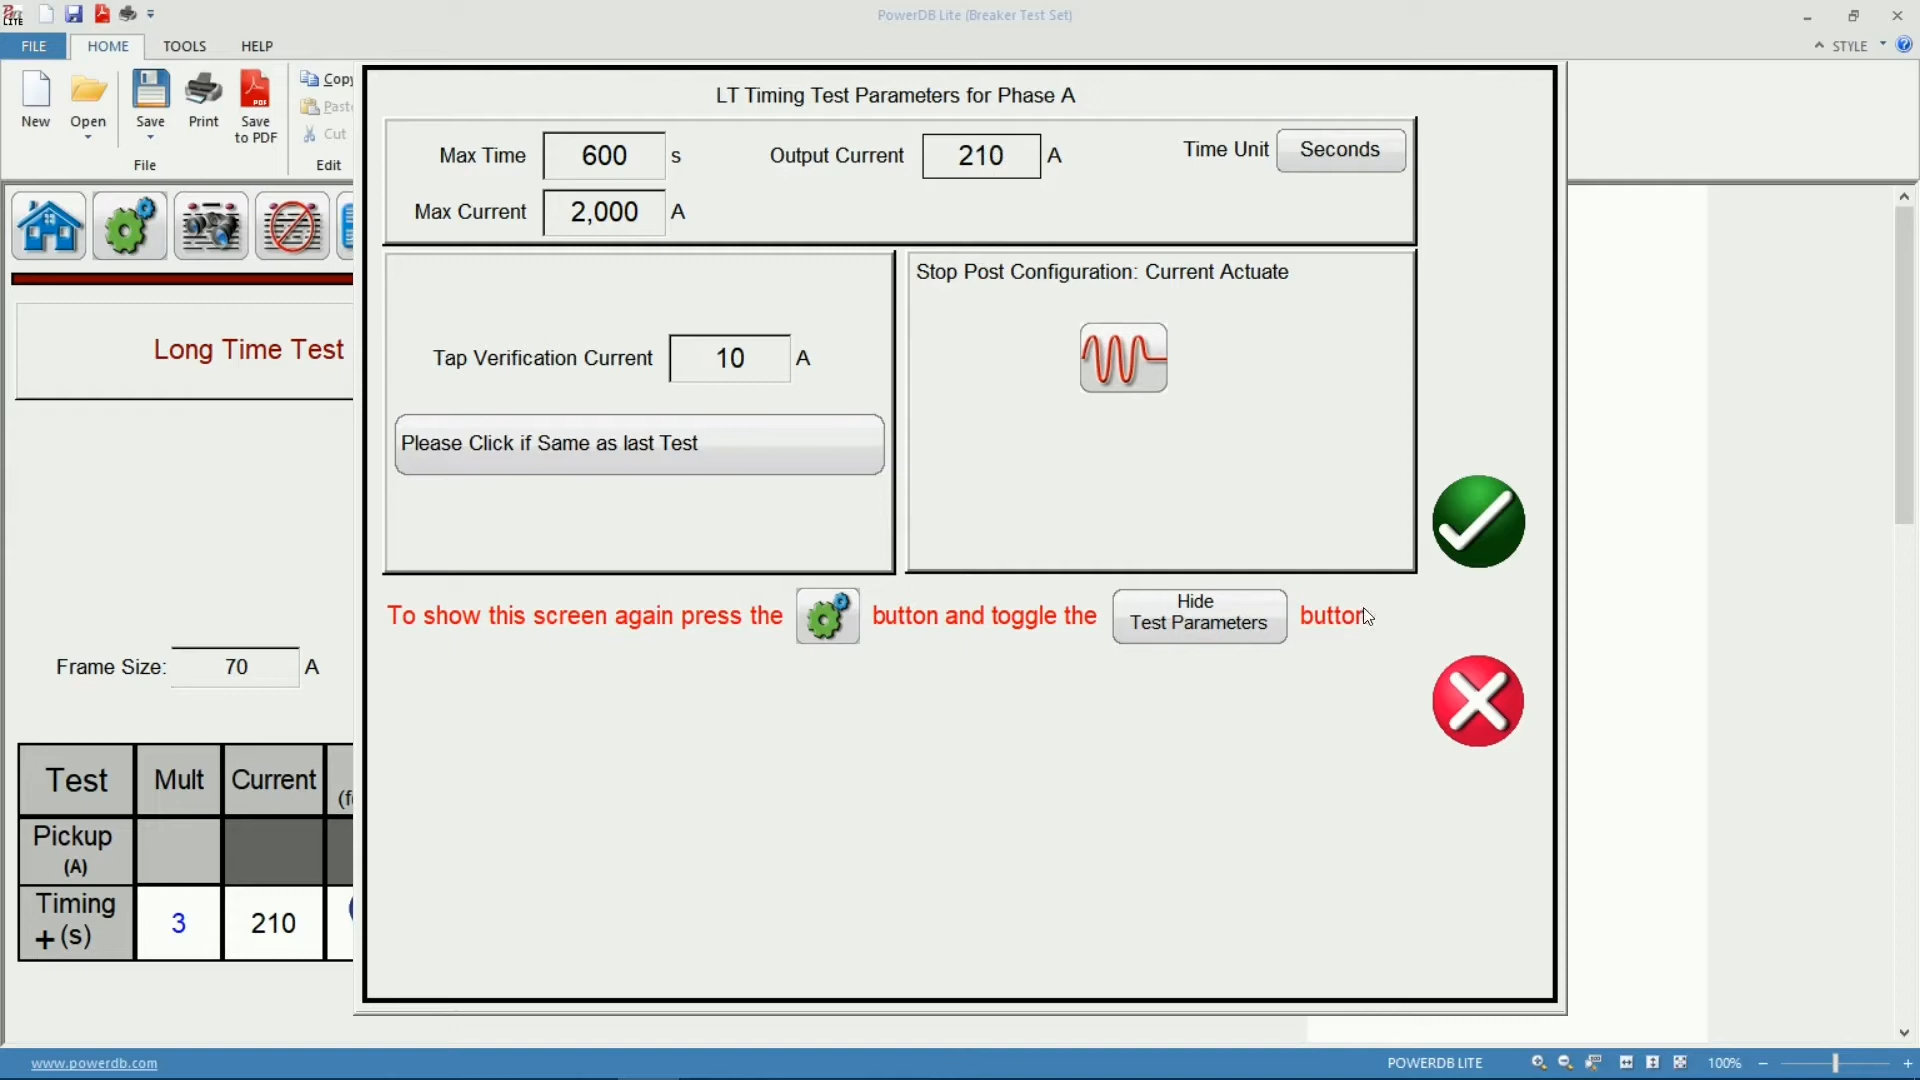 PowerDB Lite (Breaker Test Set)
LITE
FILE HOME TOOLS HELP
STYLE
New Open Save Print Save to PDF
Copy
Paste
Cut
File Edit
LT Timing Test Parameters for Phase A
Max Time 600 s Output Current 210 A Time Unit Seconds
Max Current 2,000 A
Stop Post Configuration: Current Actuate
Tap Verification Current 10 A
Please Click if Same as last Test
To show this screen again press the button and toggle the Hide Test Parameters button
Long Time Test
Frame Size: 70 A
Test Mult Current
Pickup (A)
Timing + (s) 3 210
www.powerdb.com POWERDB LITE 100%